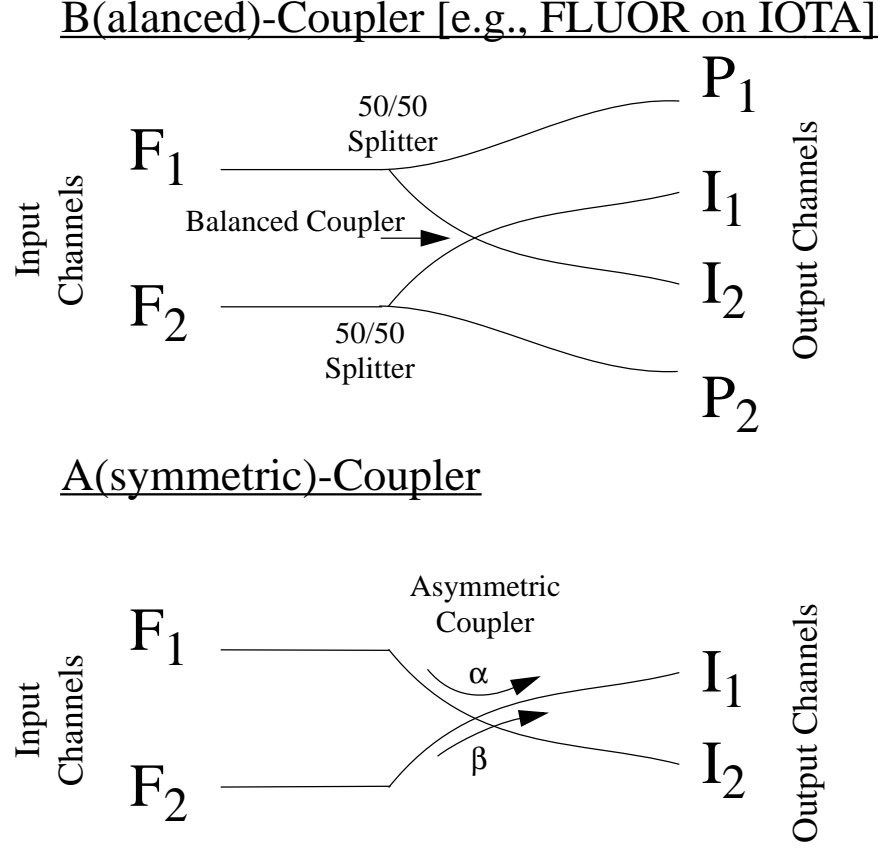 B(alanced)-Coupler [e.g., FLUOR on IOTA]
P1
50/50
Splitter
F1
I1
Input
Channels
Balanced Coupler
Output Channels
F2
I2
50/50
Splitter
P2
A(symmetric)-Coupler
Asymmetric
Coupler
F1
α
I1
Input
Channels
Output Channels
β
F2
I2